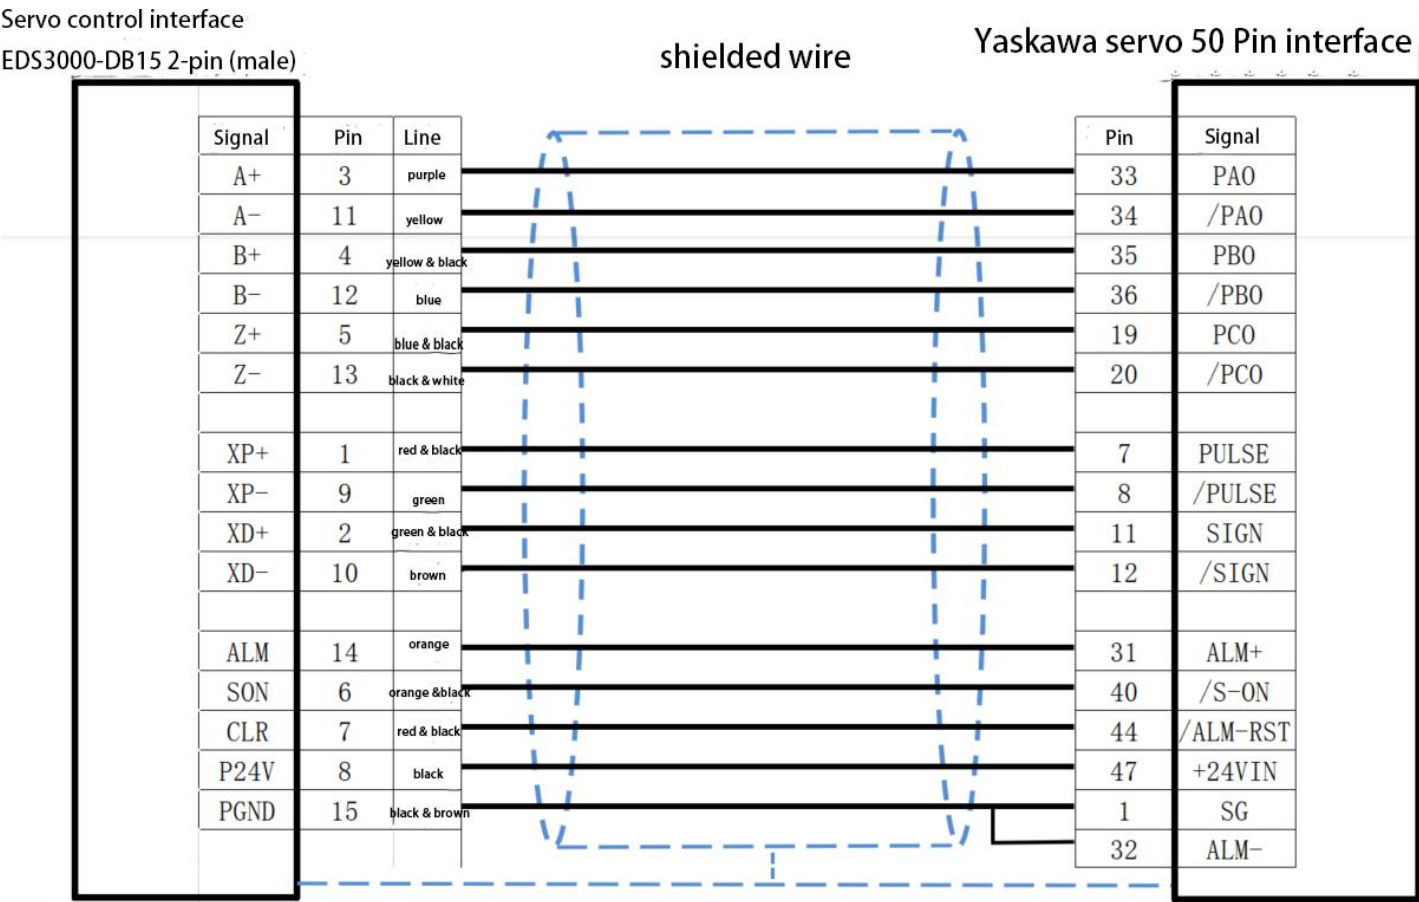 Servo control interface
EDS3000-DB15 2-pin (male)
shielded wire
Yaskawa servo 50 Pin interface
Signal Pin Line Pin Signal
A+ 3 purple 33 PAO
A- 11 yellow 34 /PAO
B+ 4 yellow & black 35 PBO
B- 12 blue 36 /PBO
Z+ 5 blue & black 19 PCO
Z- 13 black & white 20 /PCO
XP+ 1 red & black 7 PULSE
XP- 9 green 8 /PULSE
XD+ 2 green & black 11 SIGN
XD- 10 brown 12 /SIGN
ALM 14 orange 31 ALM+
SON 6 orange &black 40 /S-ON
CLR 7 red & black 44 /ALM-RST
P24V 8 black 47 +24VIN
PGND 15 black & brown 1 SG
32 ALM-